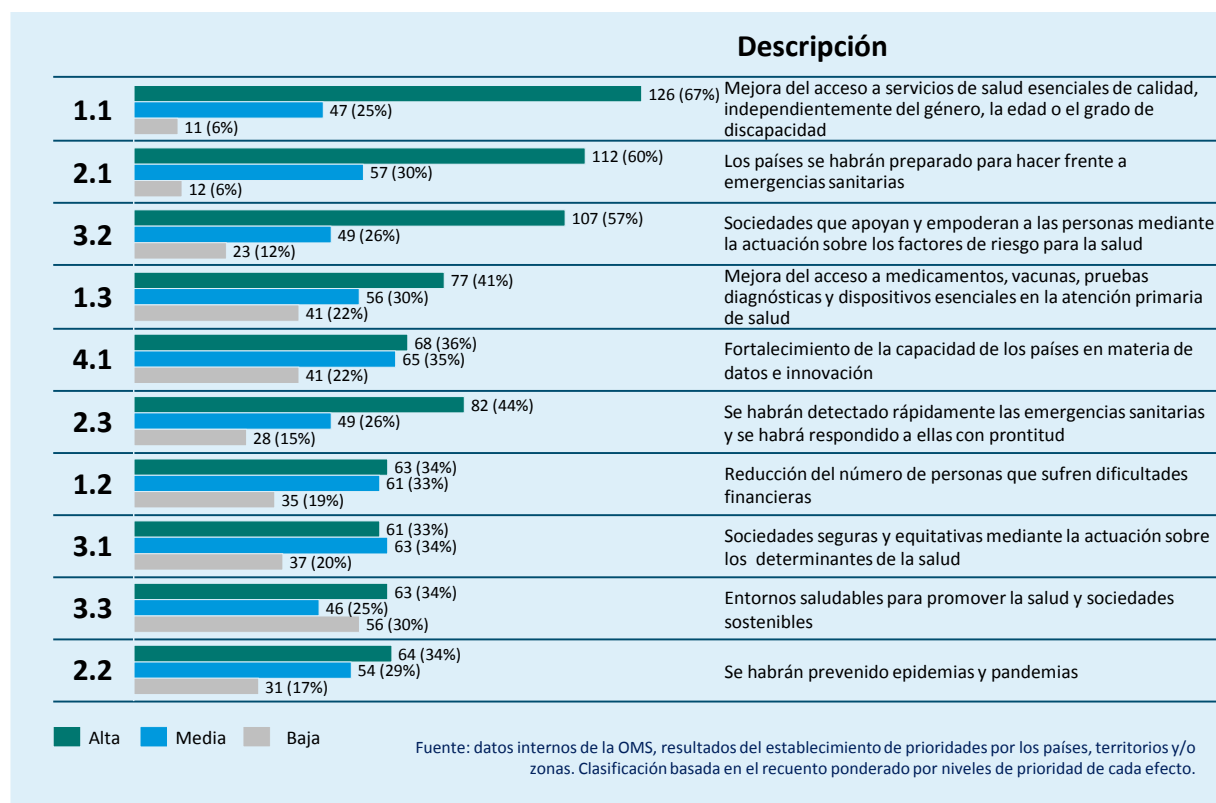 Descripción
1.1
126 (67%)
47 (25%)
11 (6%)
Mejora del acceso a servicios de salud esenciales de calidad,
independientemente del género, la edad o el grado de
discapacidad
2.1
112 (60%)
57 (30%)
12 (6%)
Los países se habrán preparado para hacer frente a
emergencias sanitarias
3.2
107 (57%)
49 (26%)
23 (12%)
Sociedades que apoyan y empoderan a las personas mediante
la actuación sobre los factores de riesgo para la salud
1.3
77 (41%)
56 (30%)
41 (22%)
Mejora del acceso a medicamentos, vacunas, pruebas
diagnósticas y dispositivos esenciales en la atención primaria
de salud
4.1
68 (36%)
65 (35%)
41 (22%)
Fortalecimiento de la capacidad de los países en materia de
datos e innovación
2.3
82 (44%)
49 (26%)
28 (15%)
Se habrán detectado rápidamente las emergencias sanitarias
y se habrá respondido a ellas con prontitud
1.2
63 (34%)
61 (33%)
35 (19%)
Reducción del número de personas que sufren dificultades
financieras
3.1
61 (33%)
63 (34%)
37 (20%)
Sociedades seguras y equitativas mediante la actuación sobre
los determinantes de la salud
3.3
63 (34%)
46 (25%)
56 (30%)
Entornos saludables para promover la salud y sociedades
sostenibles
2.2
64 (34%)
54 (29%)
31 (17%)
Se habrán prevenido epidemias y pandemias
Alta Media Baja
Fuente: datos internos de la OMS, resultados del establecimiento de prioridades por los países, territorios y/o
zonas. Clasificación basada en el recuento ponderado por niveles de prioridad de cada efecto.